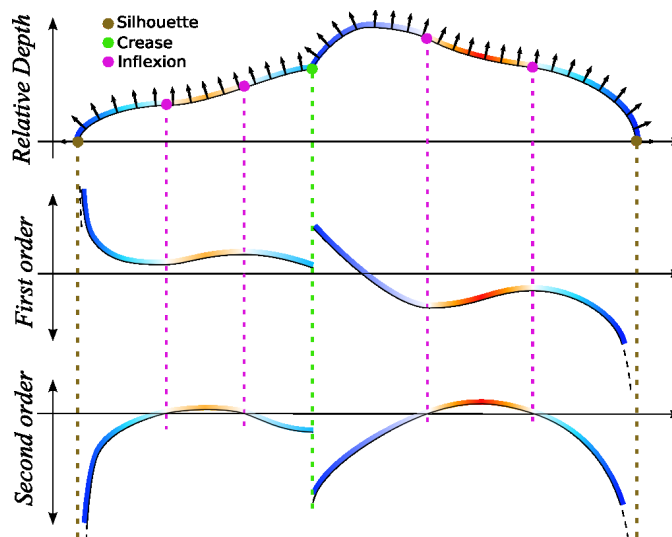 Silhouette
Crease
Inflexion
Relative Depth
First order
Second order